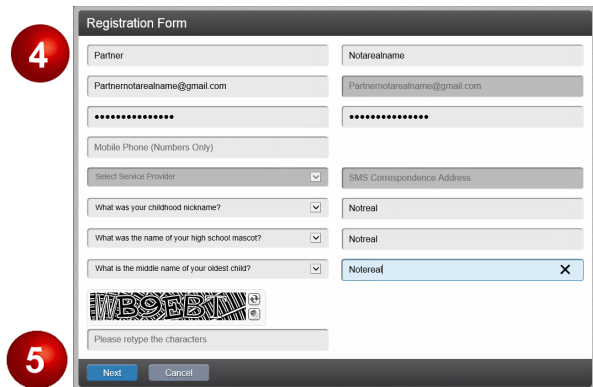 Registration Form
4
Partner Notarealname
Partnernotarealname@gmail.com Partnernotarealname@gmail.com
●●●●●●●●●●●●●●● ●●●●●●●●●●●●●●●
Mobile Phone (Numbers Only)
Select Service Provider SMS Correspondence Address
What was your childhood nickname? Notreal
What was the name of your high school mascot? Notreal
What is the middle name of your oldest child? Notereal
WB9EBT
Please retype the characters
5
Next Cancel